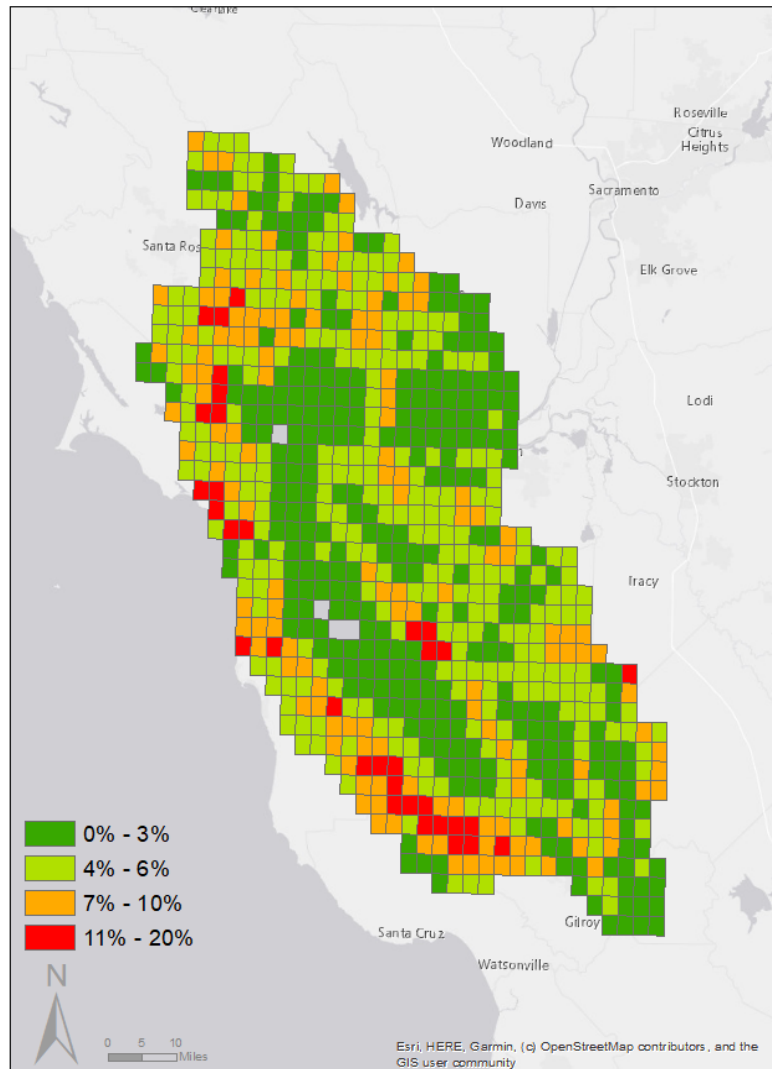 Clearlake
Roseville
Citrus
Heights
Woodland
Sacramento
Davis
Santa Ros
Elk Grove
Lodi
Stockton
Tracy
0% - 3%
4% - 6%
7% - 10%
11% - 20%
Gilroy
Santa Cruz
Watsonville
N
0 5 10
Miles
Esri, HERE, Garmin, (c) OpenStreetMap contributors, and the
GIS user community